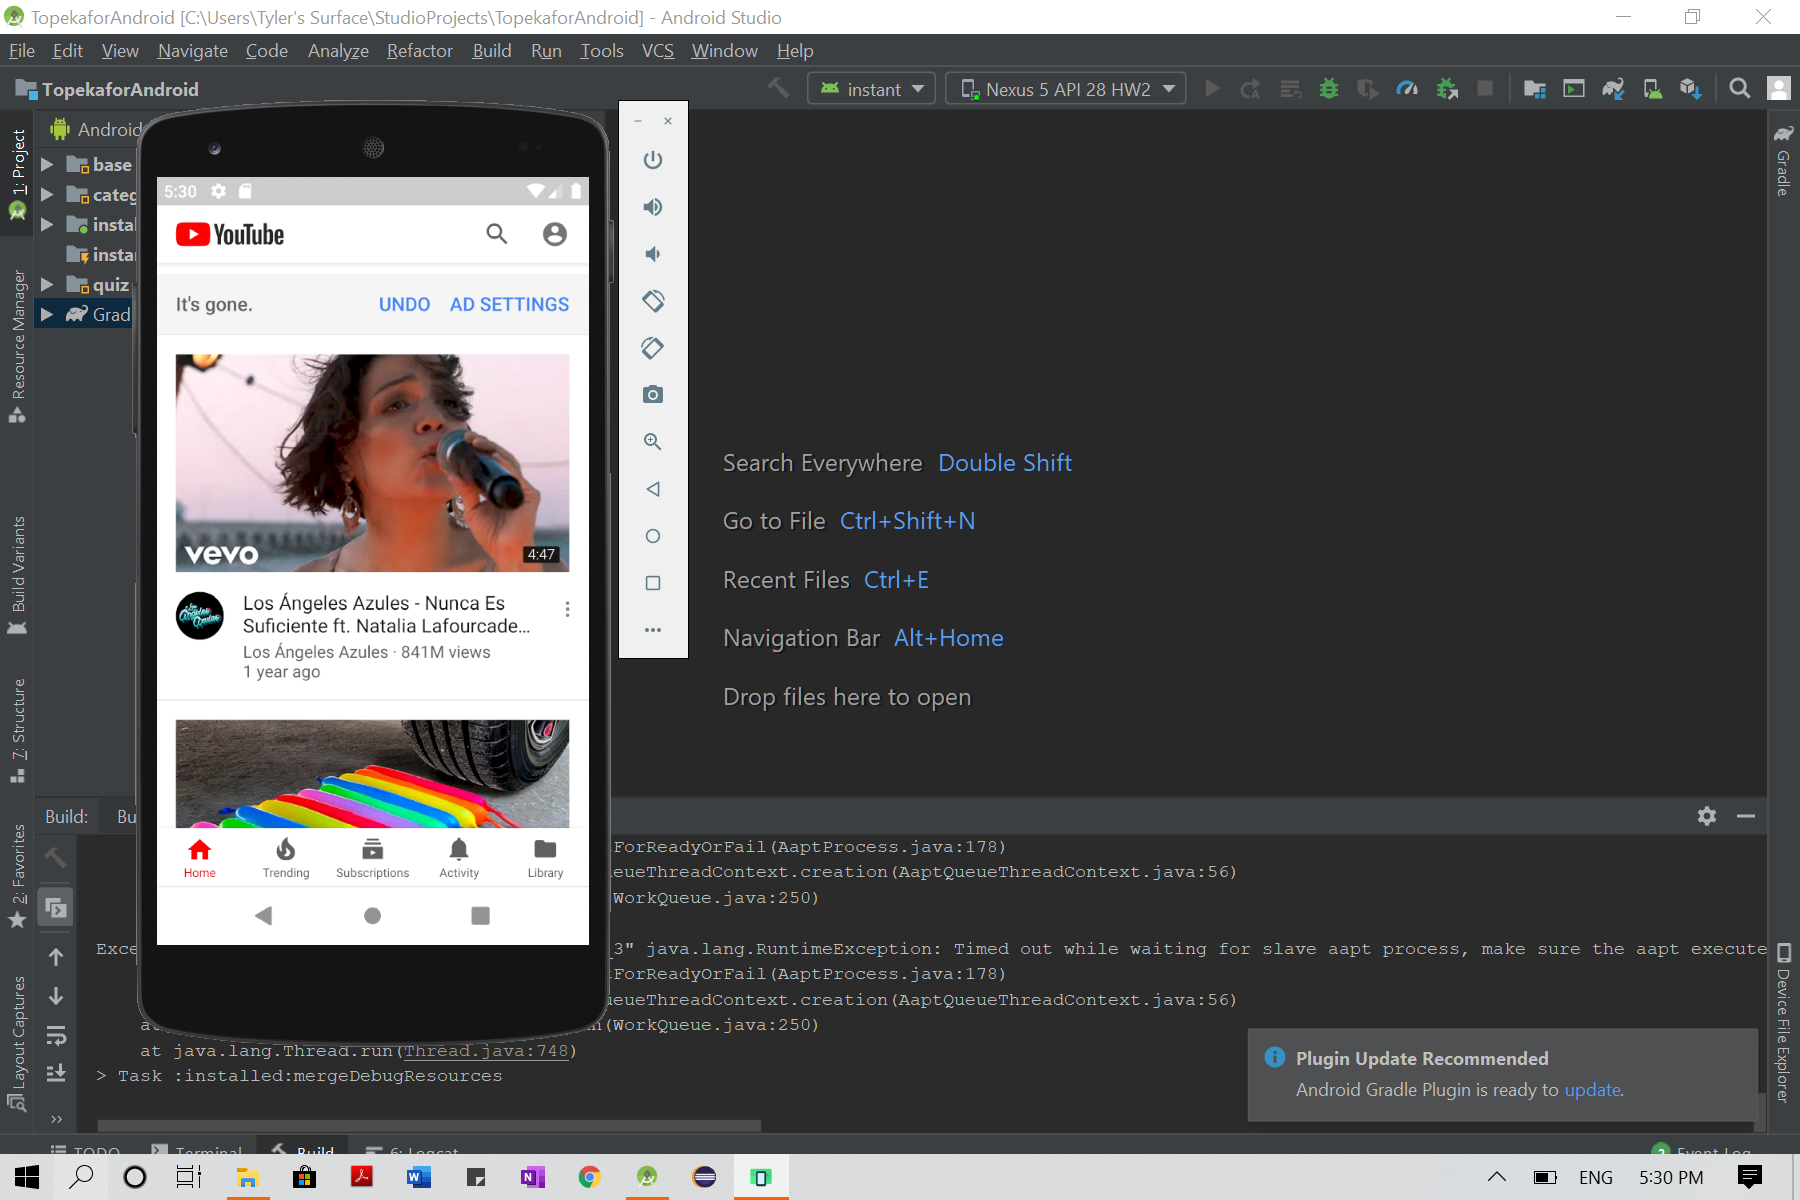 TopekaforAndroid [C:\Users\Tyler's Surface\StudioProjects\TopekaforAndroid] - Android Studio
File Edit View Navigate Code Analyze Refactor Build Run Tools VCS Window Help
TopekaforAndroid
instant
Nexus 5 API 28 HW2
1: Project
Resource Manager
Build Variants
7: Structure
2: Favorites
Layout Captures
Android
base
categ
instal
insta
quiz
Grad
5:30
YouTube
It's gone. UNDO AD SETTINGS
vevo
4:47
Los Ángeles Azules
Los Ángeles Azules - Nunca Es
Suficiente ft. Natalia Lafourcade...
Los Ángeles Azules · 841M views
1 year ago
Home Trending Subscriptions Activity Library
Search Everywhere Double Shift
Go to File Ctrl+Shift+N
Recent Files Ctrl+E
Navigation Bar Alt+Home
Drop files here to open
Gradle
Device File Explorer
Build: Bu
ForReadyOrFail(AaptProcess.java:178)
ueueThreadContext.creation(AaptQueueThreadContext.java:56)
(WorkQueue.java:250)
Exce _3" java.lang.RuntimeException: Timed out while waiting for slave aapt process, make sure the aapt execute
ForReadyOrFail(AaptProcess.java:178)
ueueThreadContext.creation(AaptQueueThreadContext.java:56)
a n(WorkQueue.java:250)
at java.lang.Thread.run(Thread.java:748)
> Task :installed:mergeDebugResources
Plugin Update Recommended
Android Gradle Plugin is ready to update.
TODO Terminal Build 6: Logcat
2 Event Log
ENG 5:30 PM